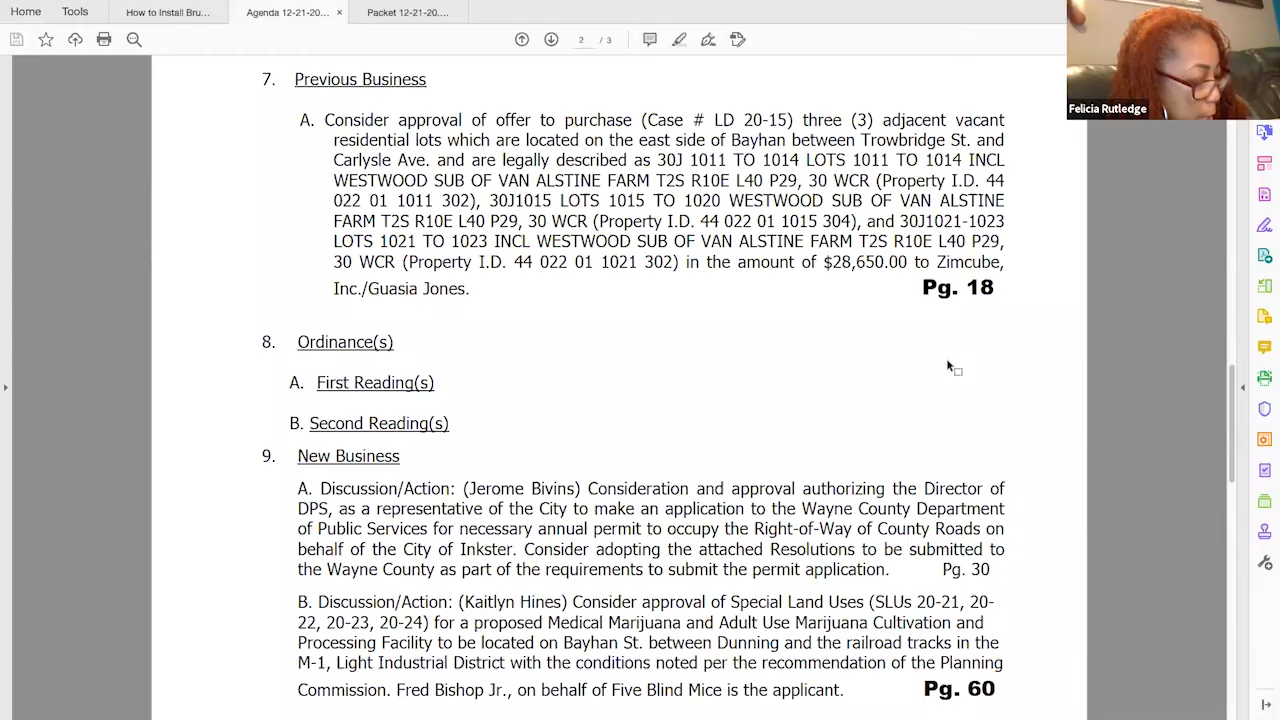 Home Tools How to Install Bru... Agenda 12-21-20... × Packet 12-21-20....
2 / 3
Felicia Rutledge
7. Previous Business
A. Consider approval of offer to purchase (Case # LD 20-15) three (3) adjacent vacant
residential lots which are located on the east side of Bayhan between Trowbridge St. and
Carlysle Ave. and are legally described as 30J 1011 TO 1014 LOTS 1011 TO 1014 INCL
WESTWOOD SUB OF VAN ALSTINE FARM T2S R10E L40 P29, 30 WCR (Property I.D. 44
022 01 1011 302), 30J1015 LOTS 1015 TO 1020 WESTWOOD SUB OF VAN ALSTINE
FARM T2S R10E L40 P29, 30 WCR (Property I.D. 44 022 01 1015 304), and 30J1021-1023
LOTS 1021 TO 1023 INCL WESTWOOD SUB OF VAN ALSTINE FARM T2S R10E L40 P29,
30 WCR (Property I.D. 44 022 01 1021 302) in the amount of $28,650.00 to Zimcube,
Inc./Guasia Jones. Pg. 18
8. Ordinance(s)
A. First Reading(s)
B. Second Reading(s)
9. New Business
A. Discussion/Action: (Jerome Bivins) Consideration and approval authorizing the Director of
DPS, as a representative of the City to make an application to the Wayne County Department
of Public Services for necessary annual permit to occupy the Right-of-Way of County Roads on
behalf of the City of Inkster. Consider adopting the attached Resolutions to be submitted to
the Wayne County as part of the requirements to submit the permit application. Pg. 30
B. Discussion/Action: (Kaitlyn Hines) Consider approval of Special Land Uses (SLUs 20-21, 20-
22, 20-23, 20-24) for a proposed Medical Marijuana and Adult Use Marijuana Cultivation and
Processing Facility to be located on Bayhan St. between Dunning and the railroad tracks in the
M-1, Light Industrial District with the conditions noted per the recommendation of the Planning
Commission. Fred Bishop Jr., on behalf of Five Blind Mice is the applicant. Pg. 60